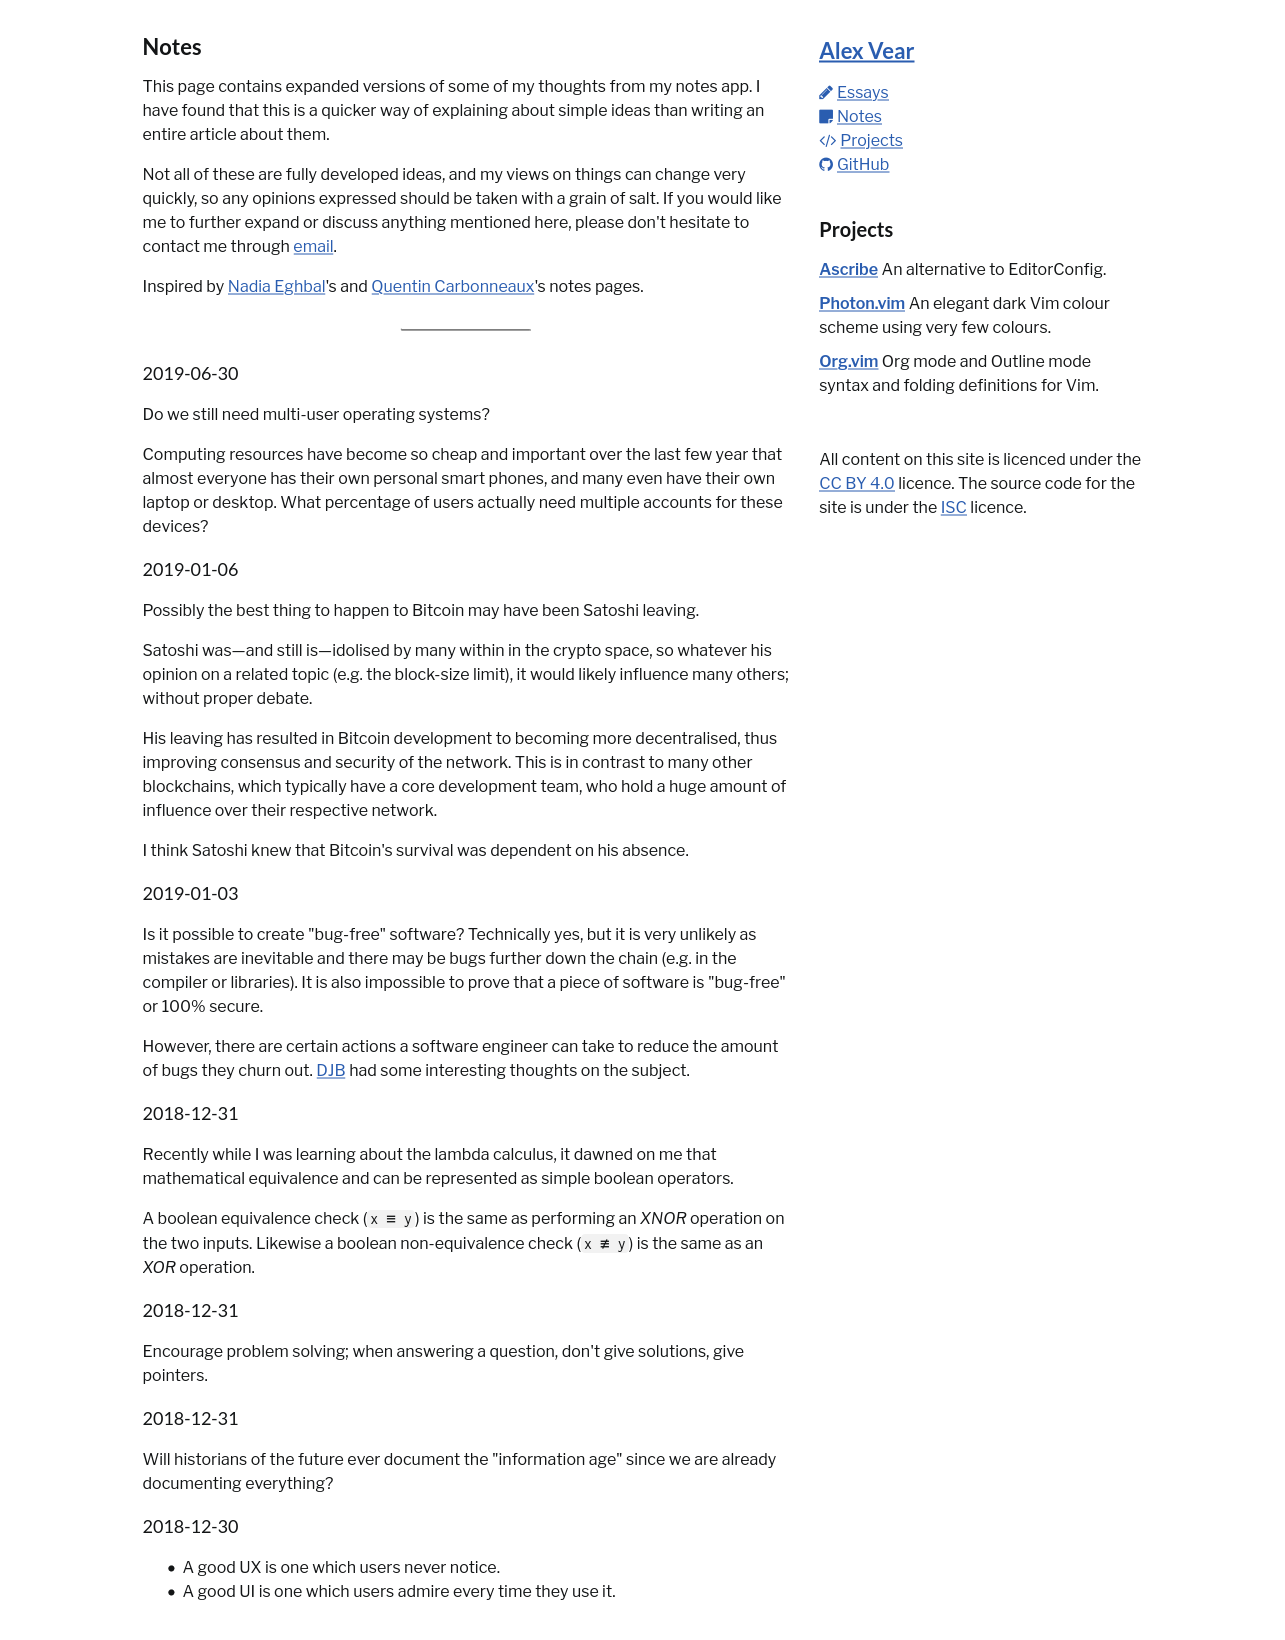 Notes
This page contains expanded versions of some of my thoughts from my notes app. I
have found that this is a quicker way of explaining about simple ideas than writing an
entire article about them.
Not all of these are fully developed ideas, and my views on things can change very
quickly, so any opinions expressed should be taken with a grain of salt. If you would like
me to further expand or discuss anything mentioned here, please don't hesitate to
contact me through email.
Inspired by Nadia Eghbal's and Quentin Carbonneaux's notes pages.
2019-06-30
Do we still need multi-user operating systems?
Computing resources have become so cheap and important over the last few year that
almost everyone has their own personal smart phones, and many even have their own
laptop or desktop. What percentage of users actually need multiple accounts for these
devices?
2019-01-06
Possibly the best thing to happen to Bitcoin may have been Satoshi leaving.
Satoshi was—and still is—idolised by many within in the crypto space, so whatever his
opinion on a related topic (e.g. the block-size limit), it would likely influence many others;
without proper debate.
His leaving has resulted in Bitcoin development to becoming more decentralised, thus
improving consensus and security of the network. This is in contrast to many other
blockchains, which typically have a core development team, who hold a huge amount of
influence over their respective network.
I think Satoshi knew that Bitcoin's survival was dependent on his absence.
2019-01-03
Is it possible to create "bug-free" software? Technically yes, but it is very unlikely as
mistakes are inevitable and there may be bugs further down the chain (e.g. in the
compiler or libraries). It is also impossible to prove that a piece of software is "bug-free"
or 100% secure.
However, there are certain actions a software engineer can take to reduce the amount
of bugs they churn out. DJB had some interesting thoughts on the subject.
2018-12-31
Recently while I was learning about the lambda calculus, it dawned on me that
mathematical equivalence and can be represented as simple boolean operators.
A boolean equivalence check (x ≡ y) is the same as performing an XNOR operation on
the two inputs. Likewise a boolean non-equivalence check (x ≢ y) is the same as an
XOR operation.
2018-12-31
Encourage problem solving; when answering a question, don't give solutions, give
pointers.
2018-12-31
Will historians of the future ever document the "information age" since we are already
documenting everything?
2018-12-30
• A good UX is one which users never notice.
• A good UI is one which users admire every time they use it.
Alex Vear
Essays
Notes
Projects
GitHub
Projects
Ascribe An alternative to EditorConfig.
Photon.vim An elegant dark Vim colour
scheme using very few colours.
Org.vim Org mode and Outline mode
syntax and folding definitions for Vim.
All content on this site is licenced under the
CC BY 4.0 licence. The source code for the
site is under the ISC licence.